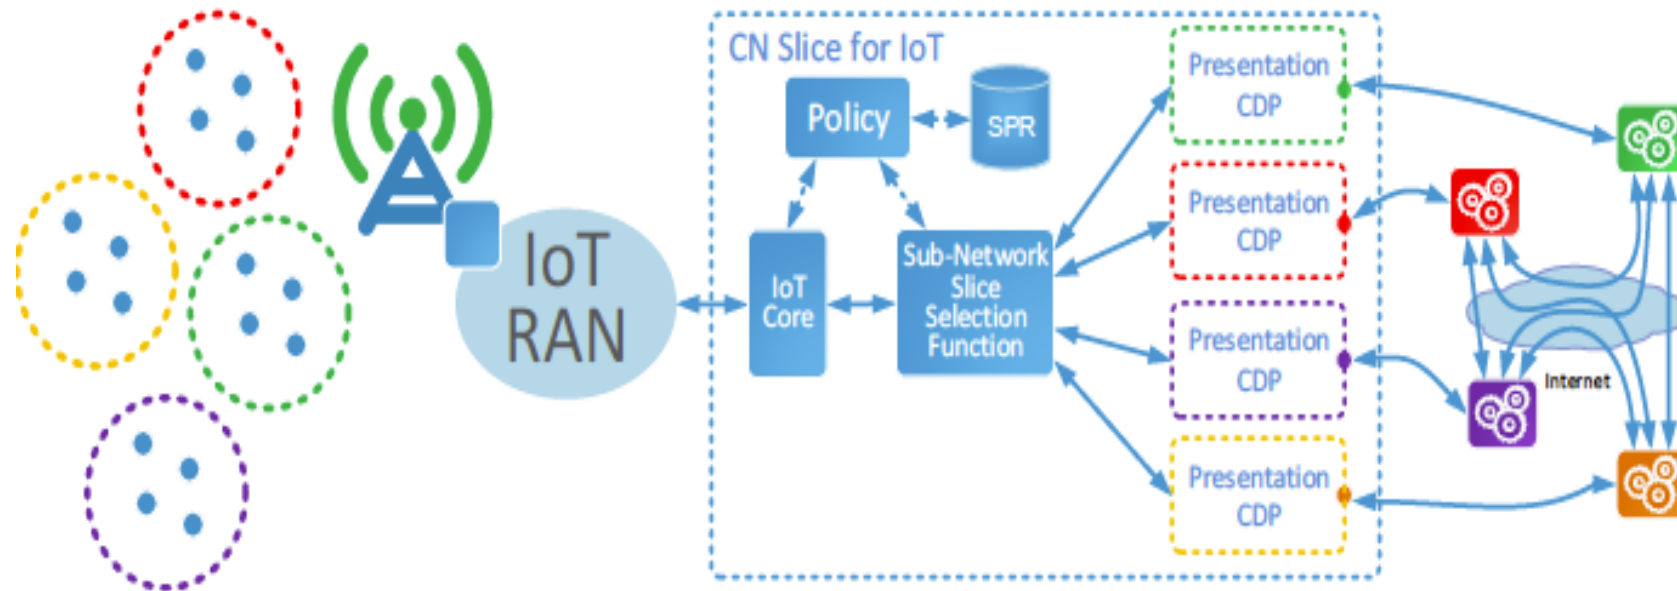 CN Slice for IoT
Policy
SPR
IoT
RAN
IoT
Core
Sub-Network
Slice
Selection
Function
Presentation
CDP
Presentation
CDP
Presentation
CDP
Presentation
CDP
Internet